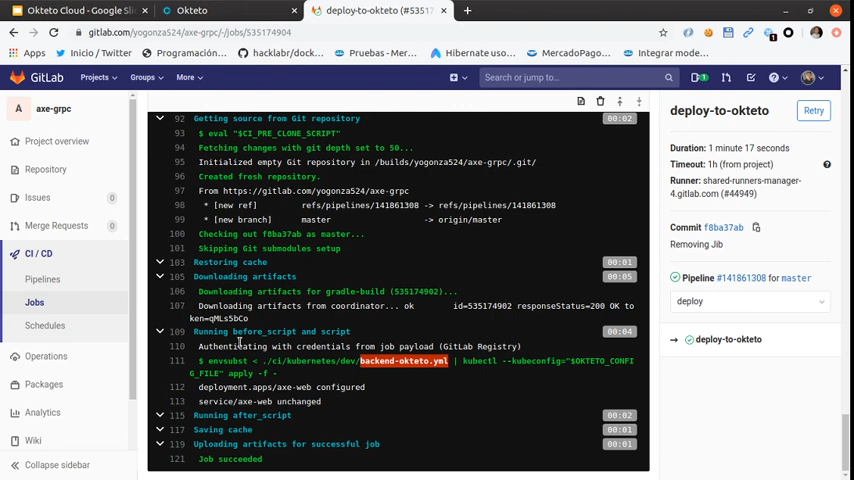 Okteto Cloud - Google Slid
Okteto
deploy-to-okteto (#53517
gitlab.com/yogonza524/axe-grpc/-/jobs/535174904
Apps
Inicio / Twitter
Programación...
hacklabr/dock...
Pruebas - Mer...
Hibernate uso...
MercadoPago...
Integrar mode...
GitLab
Projects
Groups
More
Search or jump to...
1
A
axe-grpc
Project overview
Repository
Issues
0
Merge Requests
0
CI / CD
Pipelines
Jobs
Schedules
Operations
Packages
Analytics
Wiki
Collapse sidebar
92 Getting source from Git repository 00:02
93 $ eval "$CI_PRE_CLONE_SCRIPT"
94 Fetching changes with git depth set to 50...
95 Initialized empty Git repository in /builds/yogonza524/axe-grpc/.git/
96 Created fresh repository.
97 From https://gitlab.com/yogonza524/axe-grpc
98 * [new ref] refs/pipelines/141861308 -> refs/pipelines/141861308
99 * [new branch] master -> origin/master
100 Checking out f8ba37ab as master...
101 Skipping Git submodules setup
103 Restoring cache 00:01
105 Downloading artifacts 00:05
106 Downloading artifacts for gradle-build (535174902)...
107 Downloading artifacts from coordinator... ok id=535174902 responseStatus=200 OK to
ken=qMLs5bCo
109 Running before_script and script 00:04
110 Authenticating with credentials from job payload (GitLab Registry)
111 $ envsubst < ./ci/kubernetes/dev/backend-okteto.yml | kubectl --kubeconfig="$OKTETO_CONFI
G_FILE" apply -f -
112 deployment.apps/axe-web configured
113 service/axe-web unchanged
115 Running after_script 00:02
117 Saving cache 00:01
119 Uploading artifacts for successful job 00:01
121 Job succeeded
deploy-to-okteto
Retry
Duration: 1 minute 17 seconds
Timeout: 1h (from project)
Runner: shared-runners-manager-
4.gitlab.com (#44949)
Commit f8ba37ab
Removing Jib
Pipeline #141861308 for master
deploy
deploy-to-okteto